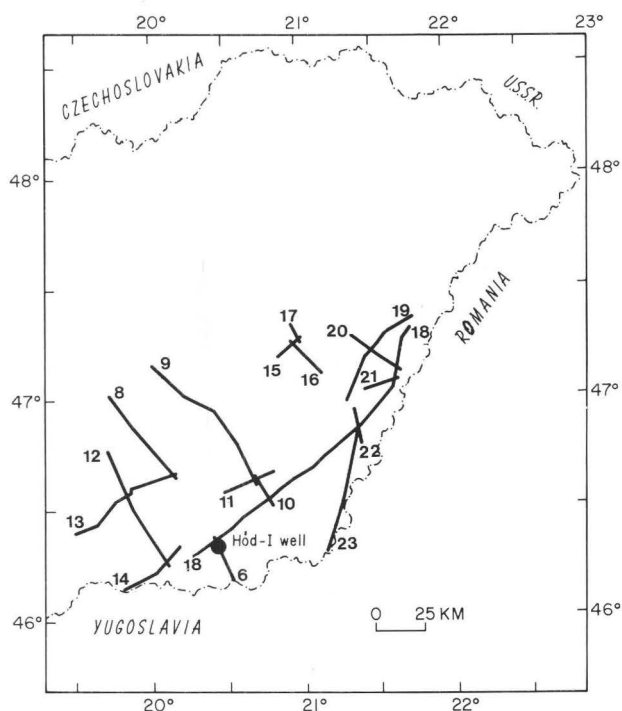 20° 21° 22° 23°
CZECHOSLOVAKIA
USSR
48° 48°
ROMANIA
17
19
20 18
9
15
16
21
47° 47°
8
12
22
11
10
13
Hód-I well
18
23
14
6
46° 46°
YUGOSLAVIA
0 25 KM
20° 21° 22°